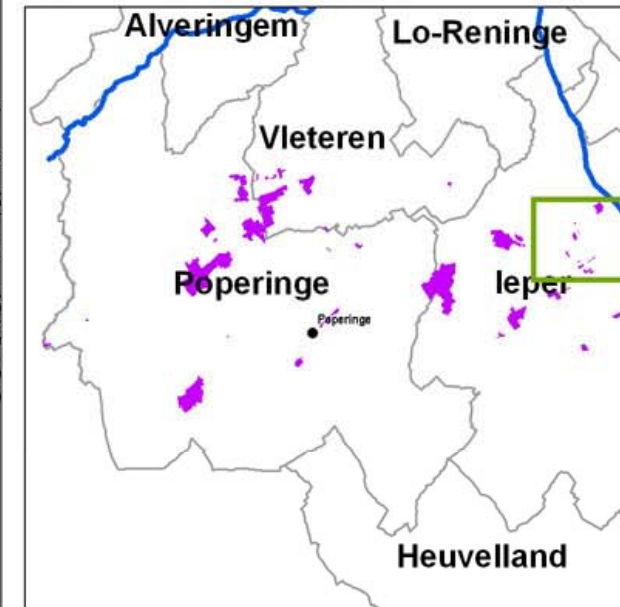 Alveringem
Lo-Reninge
Vleteren
Poperinge
Ieper
Poperinge
Heuvelland